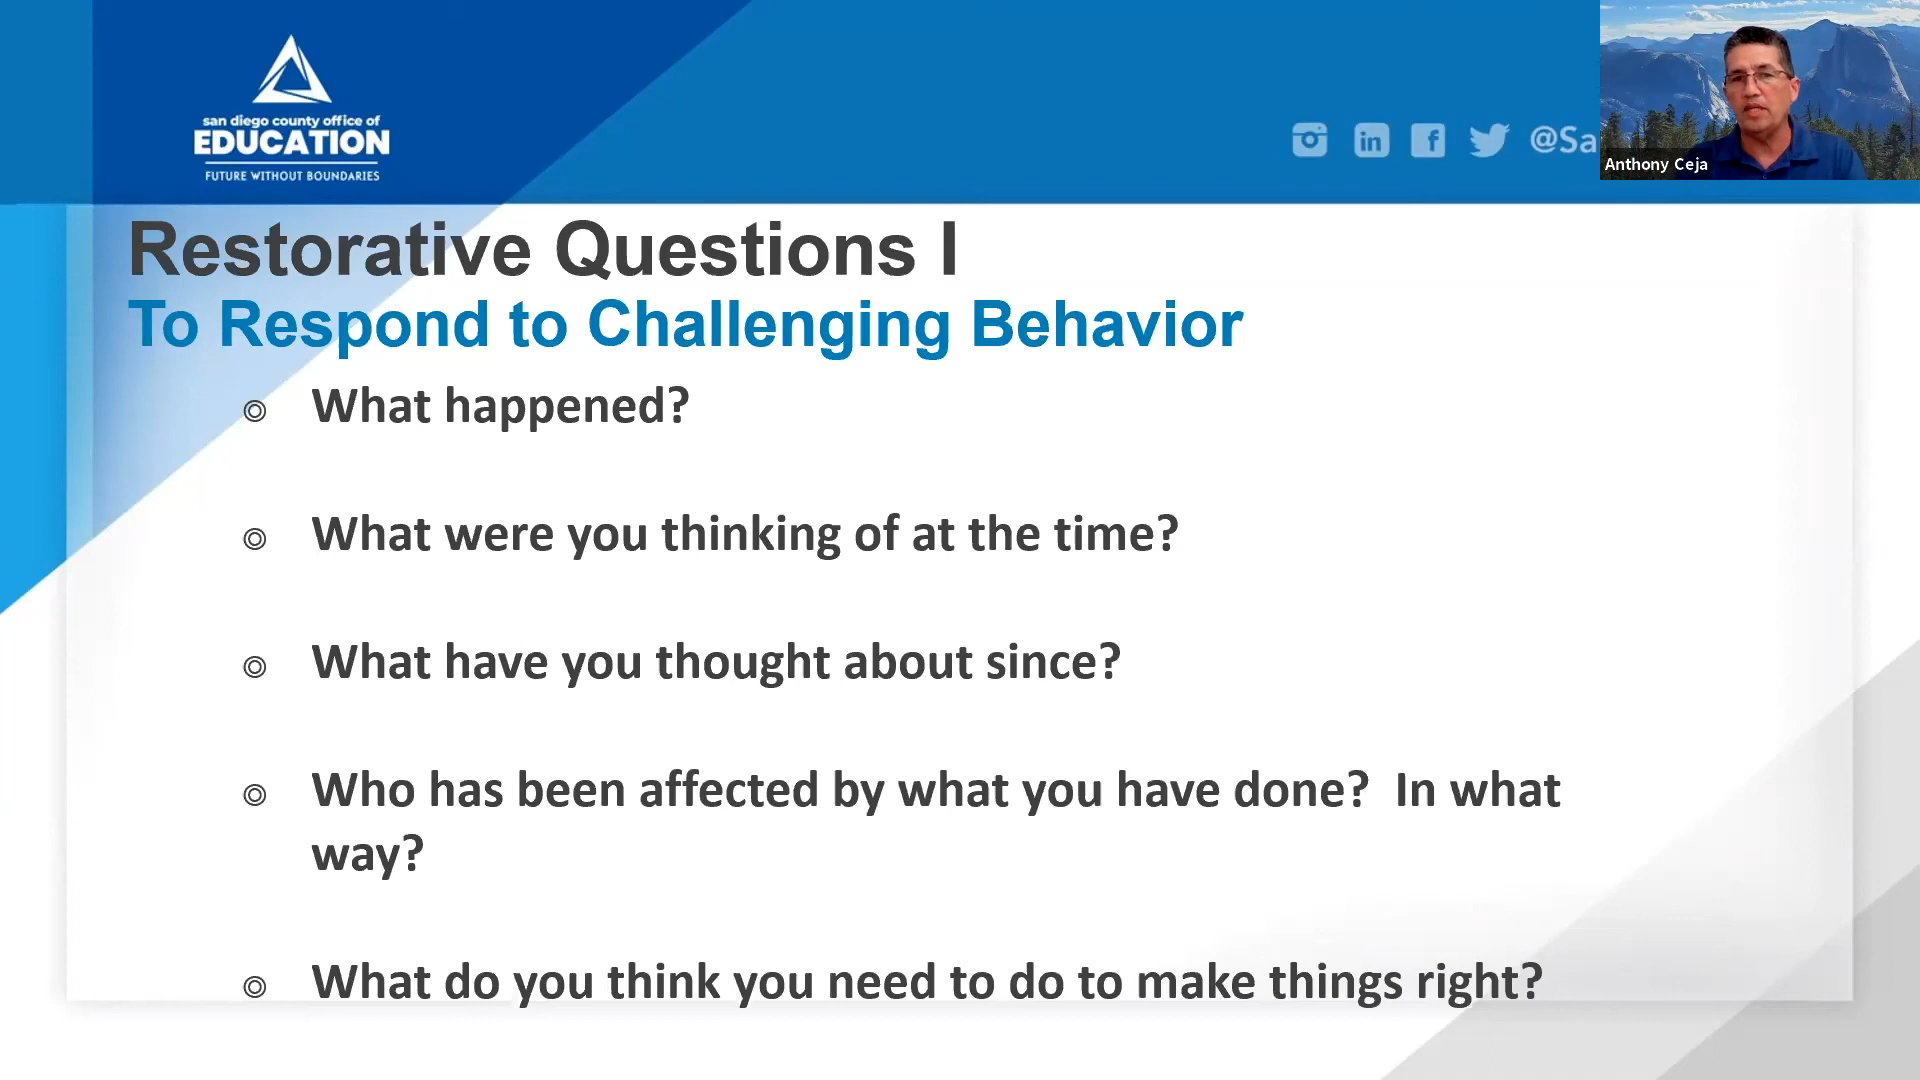 san diego county office of
EDUCATION
FUTURE WITHOUT BOUNDARIES
in f @Sa
Anthony Ceja
Restorative Questions I
To Respond to Challenging Behavior
What happened?
What were you thinking of at the time?
What have you thought about since?
Who has been affected by what you have done? In what
way?
What do you think you need to do to make things right?